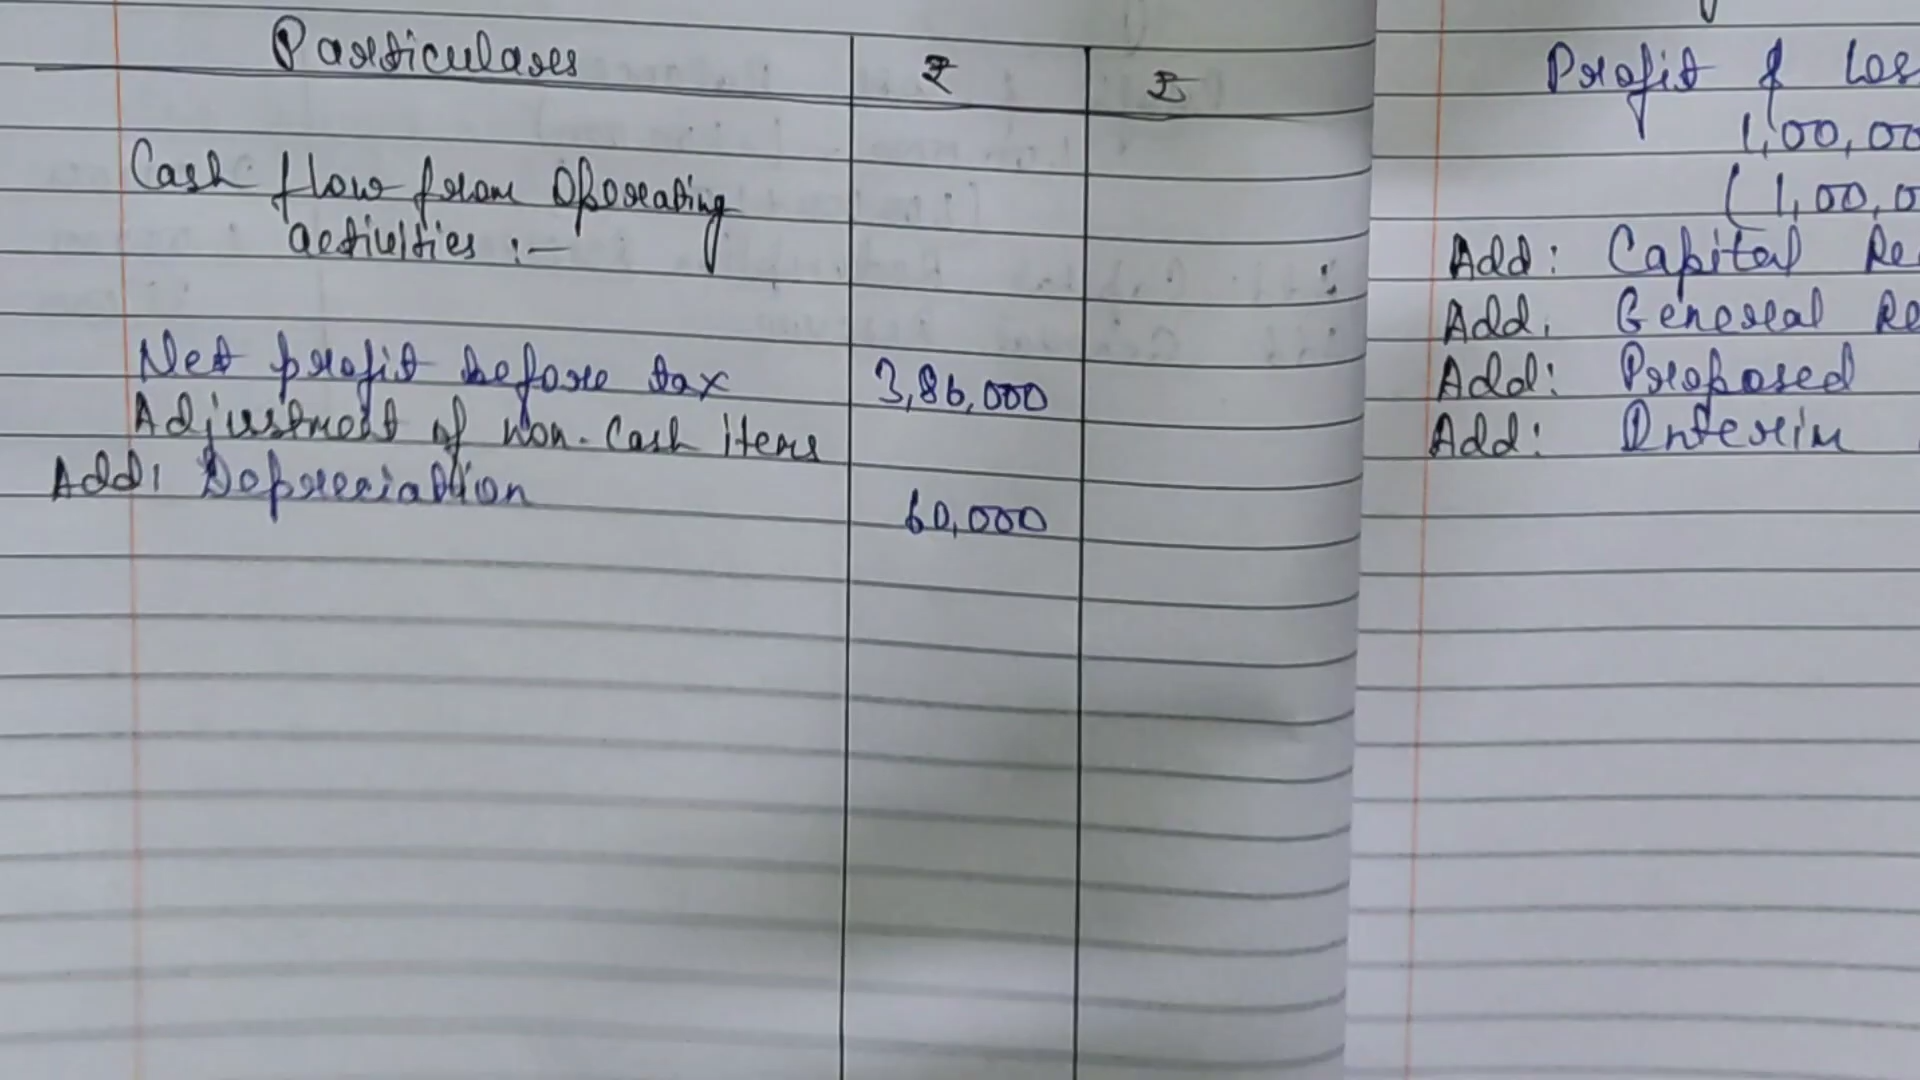 Particulares ₹ ₹
Cash flow from Operating
activities :-
Net profit before tax 3,86,000
Adjustment of non-Cash items
Add: Depreciation 60,000
Profit & Los
1,00,00
(1,00,0
Add: Capital Re
Add: General Re
Add: Proposed
Add: Interim